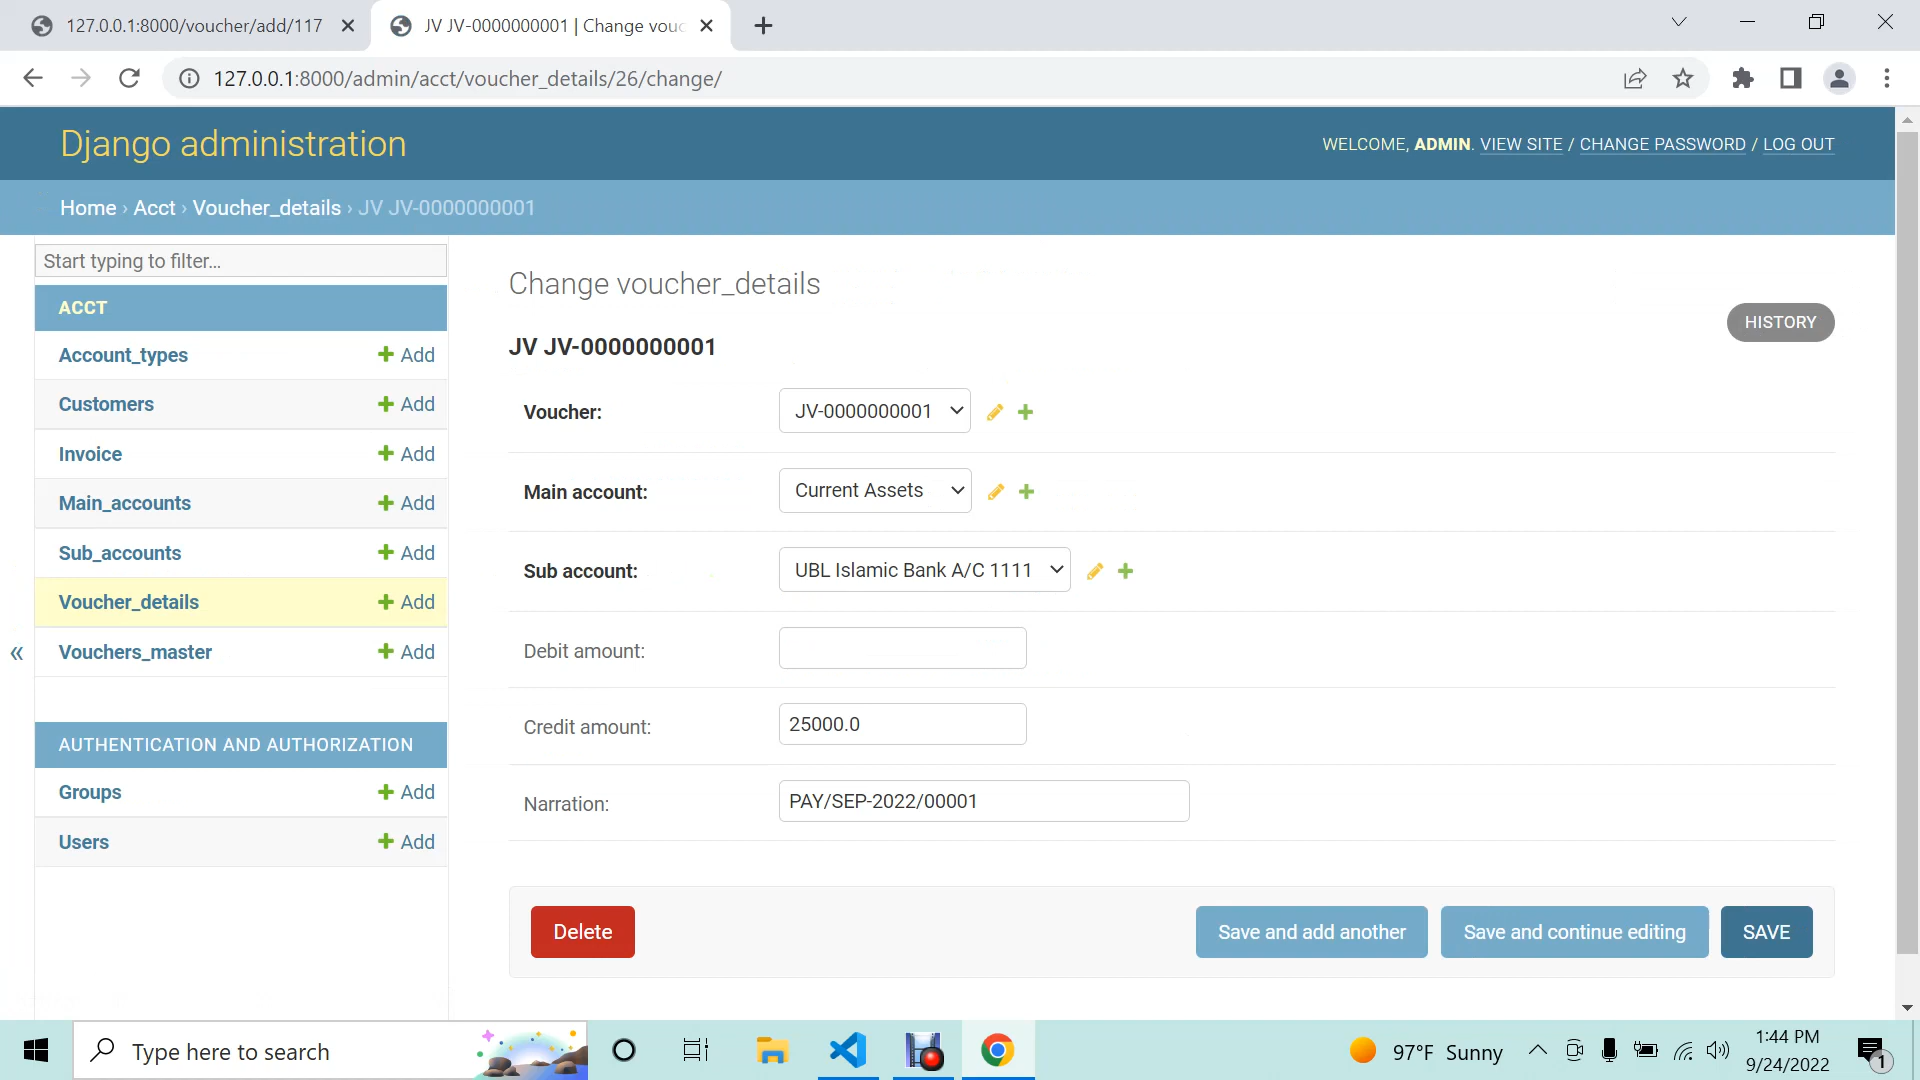 127.0.0.1:8000/voucher/add/117
JV JV-0000000001 | Change vouc
127.0.0.1:8000/admin/acct/voucher_details/26/change/
Django administration
WELCOME, ADMIN. VIEW SITE / CHANGE PASSWORD / LOG OUT
Home › Acct › Voucher_details › JV JV-0000000001
Start typing to filter...
ACCT
Account_types Add
Customers Add
Invoice Add
Main_accounts Add
Sub_accounts Add
Voucher_details Add
Vouchers_master Add
«
AUTHENTICATION AND AUTHORIZATION
Groups Add
Users Add
Change voucher_details
HISTORY
JV JV-0000000001
Voucher: JV-0000000001
Main account: Current Assets
Sub account: UBL Islamic Bank A/C 1111
Debit amount:
Credit amount: 25000.0
Narration: PAY/SEP-2022/00001
Delete
Save and add another
Save and continue editing
SAVE
Type here to search
97°F Sunny
1:44 PM
9/24/2022
1